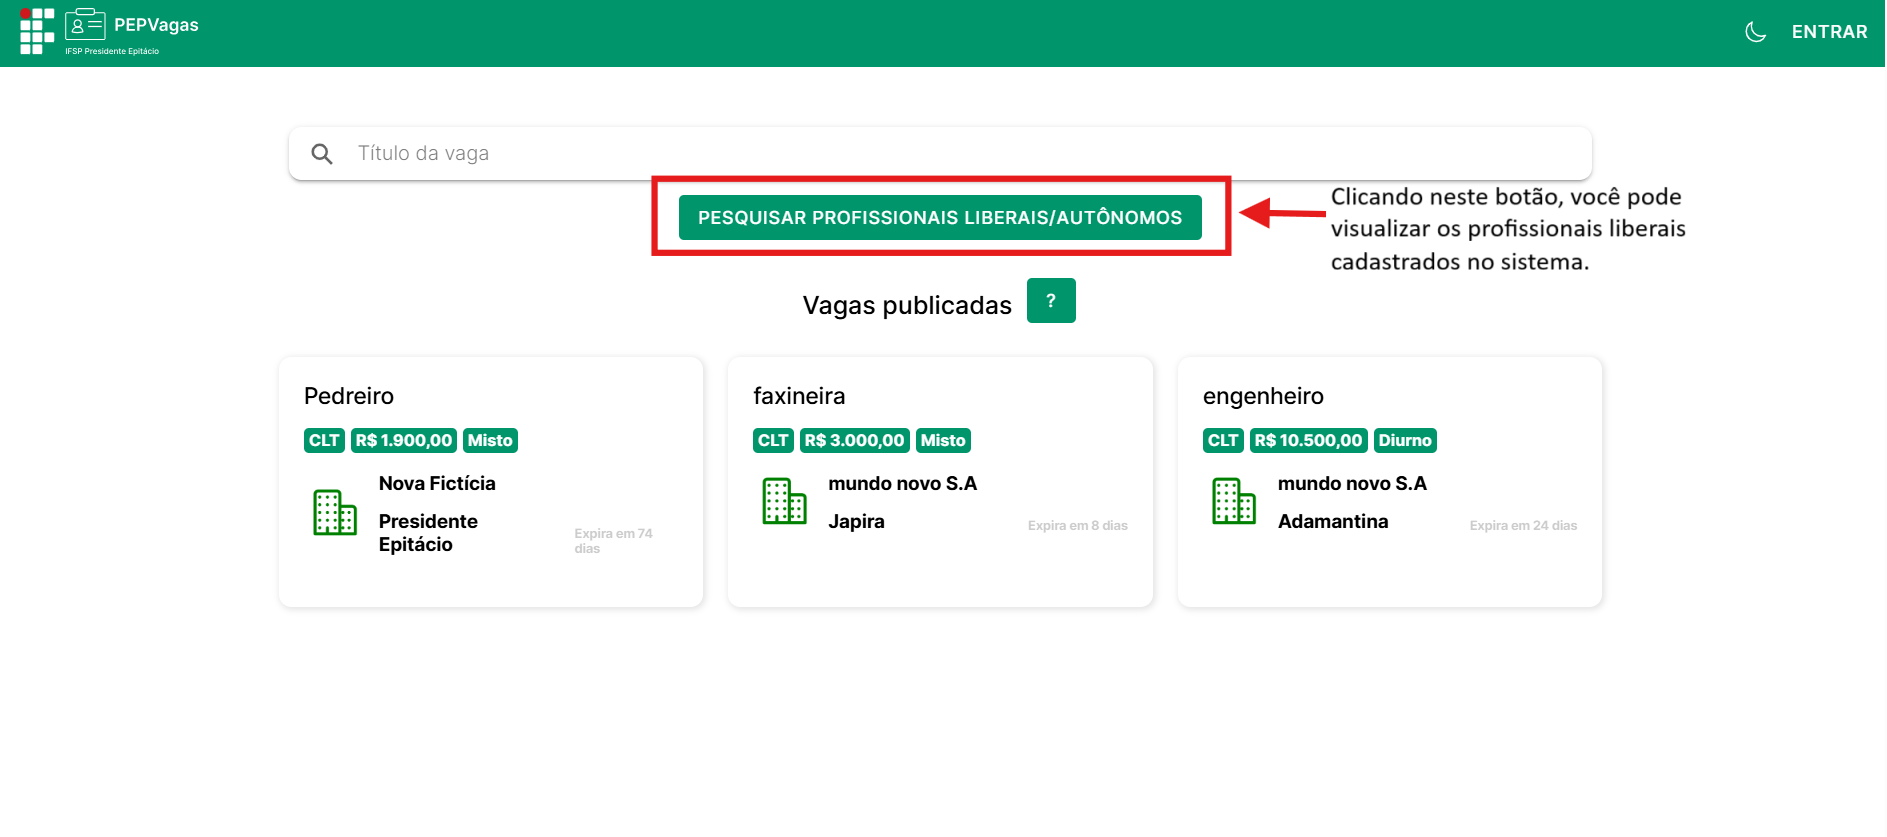 PEPVagas
IFSP Presidente Epitácio
ENTRAR
Título da vaga
PESQUISAR PROFISSIONAIS LIBERAIS/AUTÔNOMOS
Clicando neste botão, você pode
visualizar os profissionais liberais
cadastrados no sistema.
Vagas publicadas ?
Pedreiro
CLT R$ 1.900,00 Misto
Nova Fictícia
Presidente
Epitácio
Expira em 74
dias
faxineira
CLT R$ 3.000,00 Misto
mundo novo S.A
Japira
Expira em 8 dias
engenheiro
CLT R$ 10.500,00 Diurno
mundo novo S.A
Adamantina
Expira em 24 dias